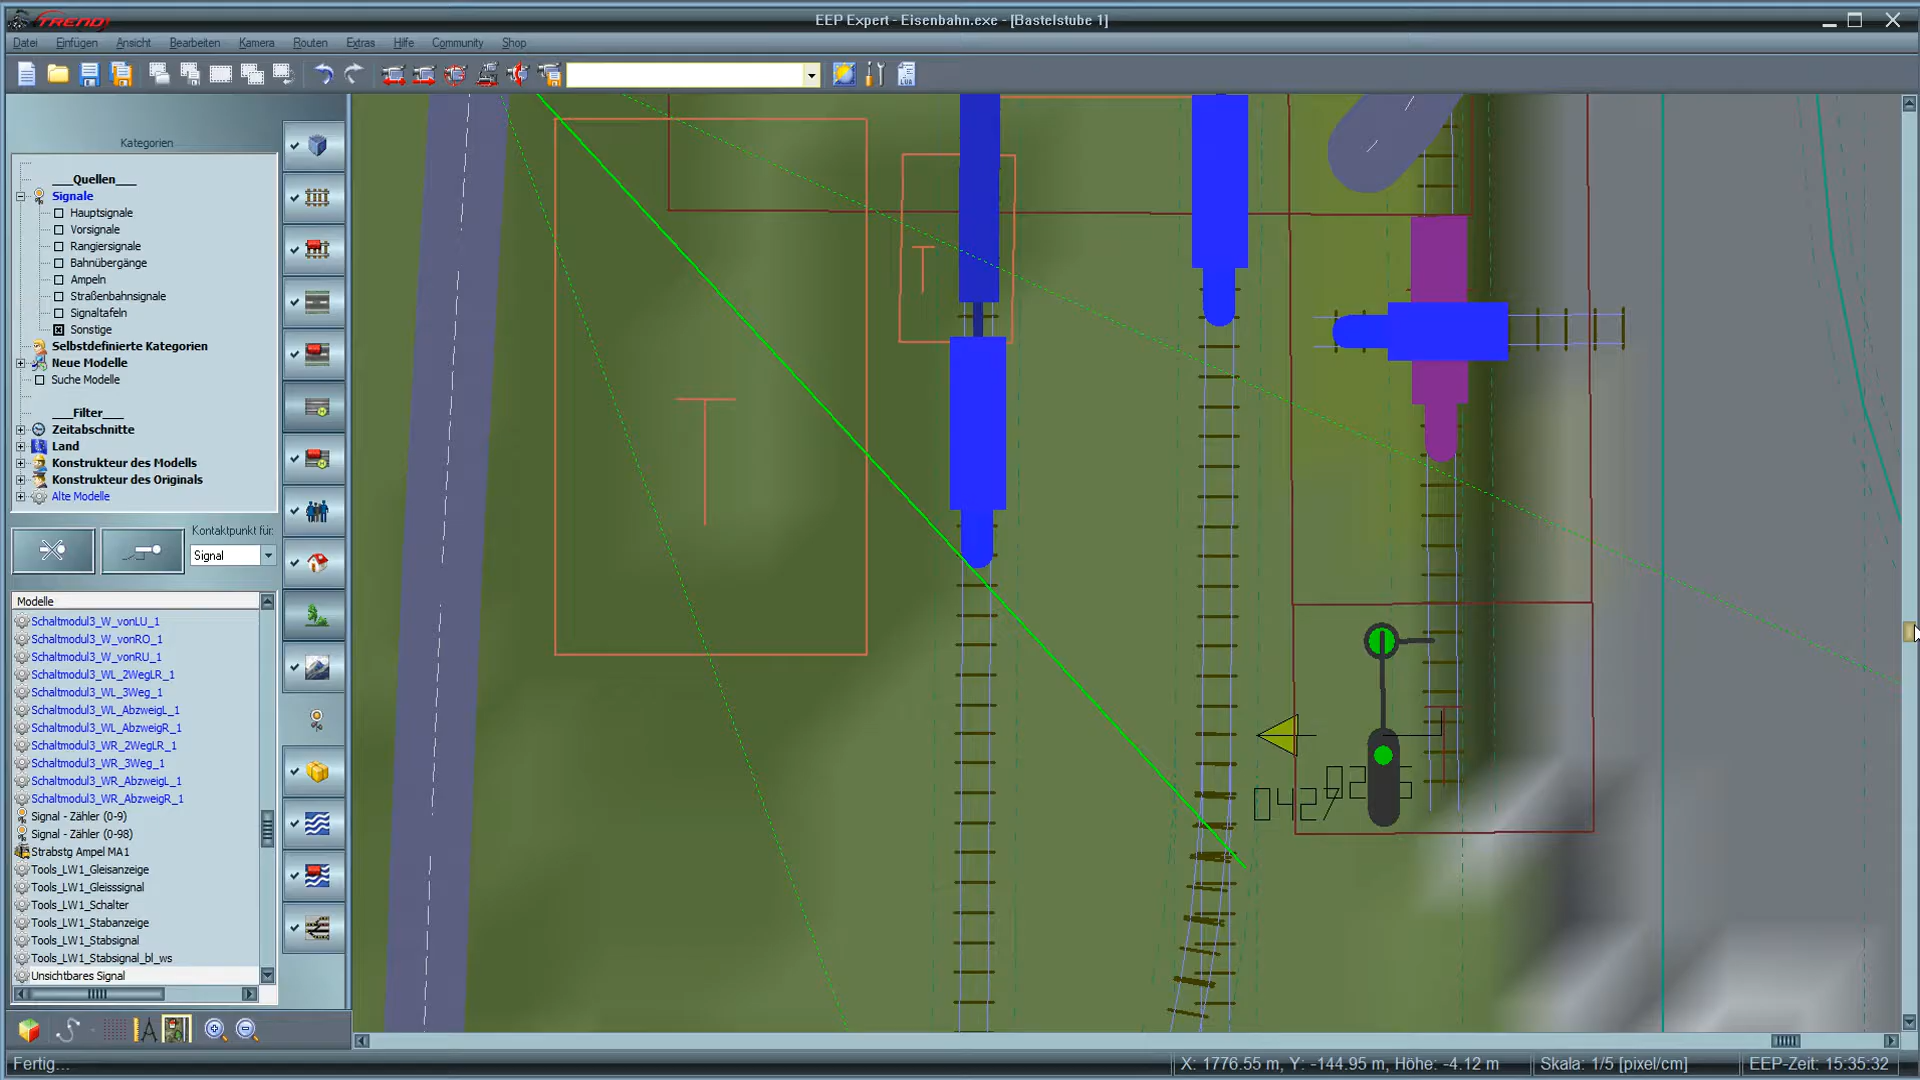 TREND
EEP Expert - Eisenbahn.exe - [Bastelstube 1]
Datei Einfügen Ansicht Bearbeiten Kamera Routen Extras Hilfe Community Shop
LUA
Kategorien
___Quellen___
Signale
Hauptsignale
Vorsignale
Rangiersignale
Bahnübergänge
Ampeln
Straßenbahnsignale
Signaltafeln
Sonstige
Selbstdefinierte Kategorien
Neue Modelle
Suche Modelle
___Filter___
Zeitabschnitte
Land
Konstrukteur des Modells
Konstrukteur des Originals
Alte Modelle
Kontaktpunkt für:
Signal
Modelle
Schaltmodul3_W_vonLU_1
Schaltmodul3_W_vonRO_1
Schaltmodul3_W_vonRU_1
Schaltmodul3_WL_2WegLR_1
Schaltmodul3_WL_3Weg_1
Schaltmodul3_WL_AbzweigL_1
Schaltmodul3_WL_AbzweigR_1
Schaltmodul3_WR_2WegLR_1
Schaltmodul3_WR_3Weg_1
Schaltmodul3_WR_AbzweigL_1
Schaltmodul3_WR_AbzweigR_1
Signal - Zähler (0-9)
Signal - Zähler (0-98)
Strabstg Ampel MA1
Tools_LW1_Gleisanzeige
Tools_LW1_Gleissignal
Tools_LW1_Schalter
Tools_LW1_Stabanzeige
Tools_LW1_Stabsignal
Tools_LW1_Stabsignal_bl_ws
Unsichtbares Signal
T
T
0427
Fertig...
X: 1776.55 m, Y: -144.95 m, Höhe: -4.12 m
Skala: 1/5 [pixel/cm]
EEP-Zeit: 15:35:32